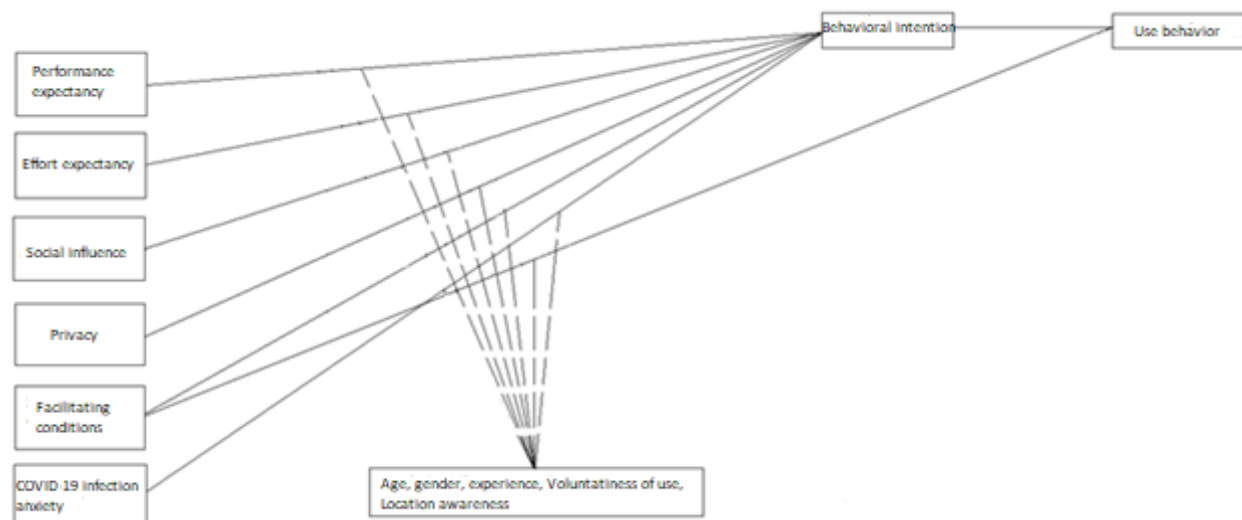 Behavioral intention
Use behavior
Performance
expectancy
Effort expectancy
Social influence
Privacy
Facilitating
conditions
COVID-19 infection
anxiety
Age, gender, experience, Voluntatiness of use,
Location awareness